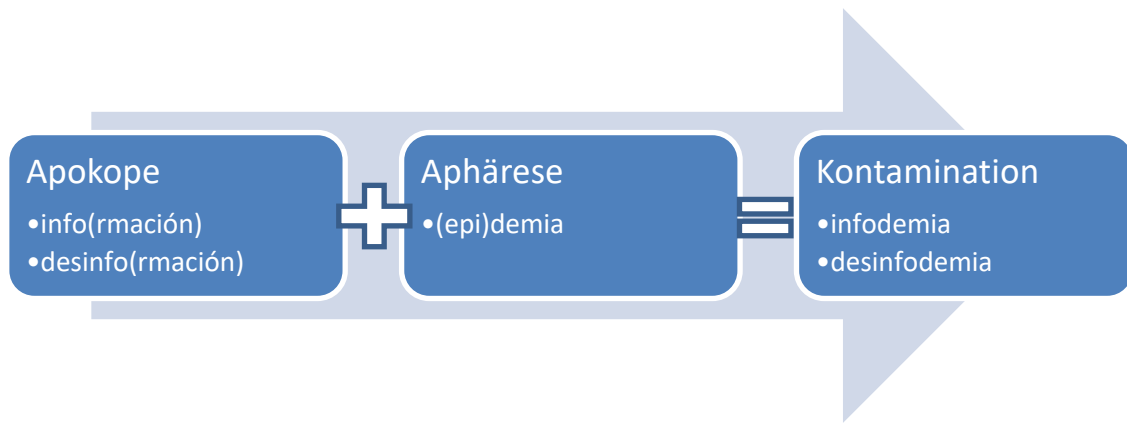 Apokope
•info(rmación)
•desinfo(rmación)
Aphärese
•(epi)demia
Kontamination
•infodemia
•desinfodemia